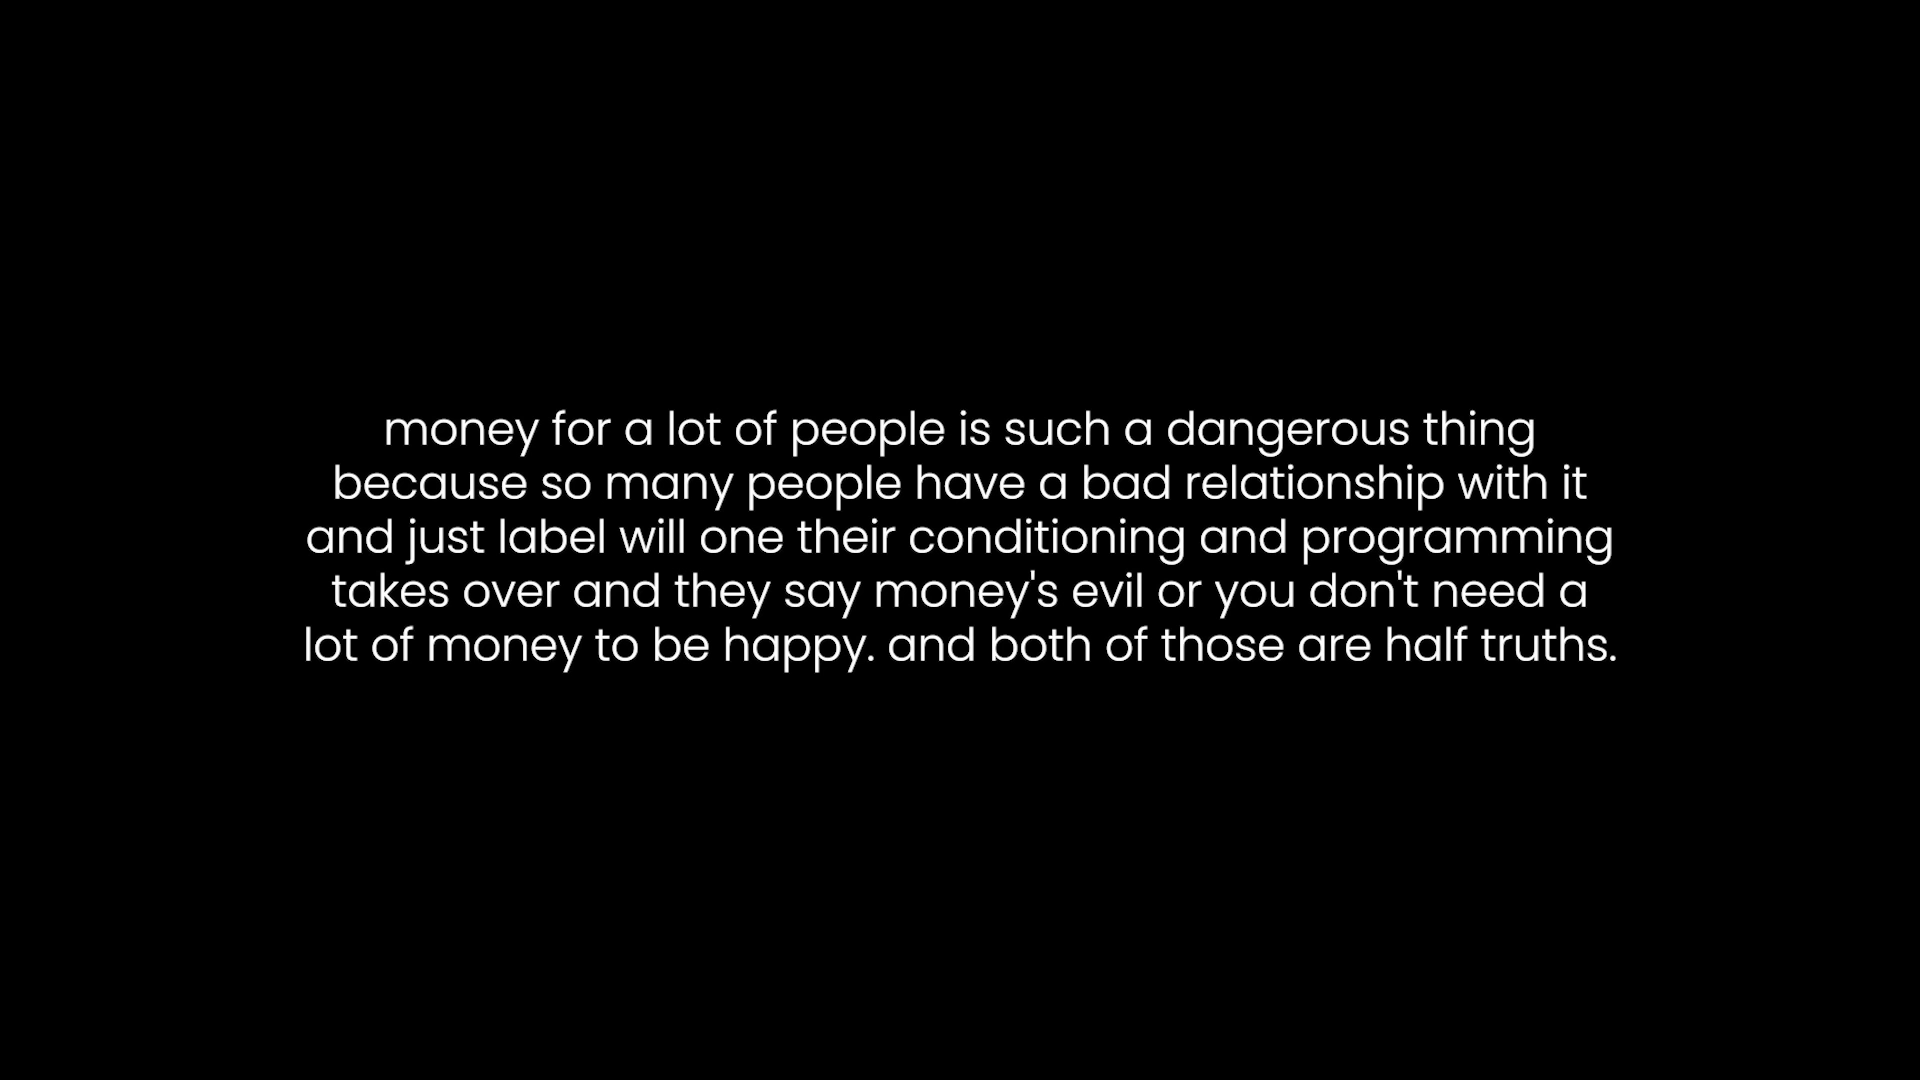 money for a lot of people is such a dangerous thing
because so many people have a bad relationship with it
and just label will one their conditioning and programming
takes over and they say money's evil or you don't need a
lot of money to be happy. and both of those are half truths.